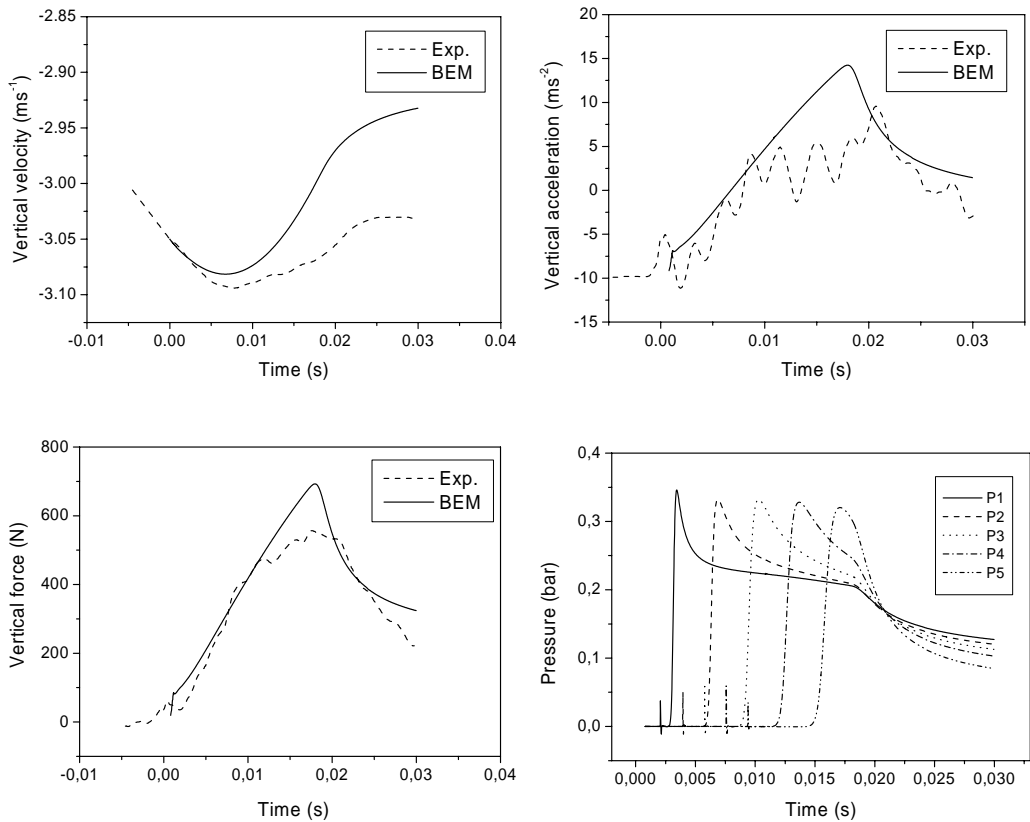 -2.85
-2.90
-2.95
-3.00
-3.05
-3.10
Vertical velocity (ms-1)
Exp.
BEM
-0.01 0.00 0.01 0.02 0.03 0.04
Time (s)
20
15
10
5
0
-5
-10
-15
Vertical acceleration (ms-2)
Exp.
BEM
0.00 0.01 0.02 0.03
Time (s)
800
600
400
200
0
Vertical force (N)
Exp.
BEM
-0,01 0,00 0,01 0,02 0,03 0,04
Time (s)
0,4
0,3
0,2
0,1
0,0
Pressure (bar)
P1
P2
P3
P4
P5
0,000 0,005 0,010 0,015 0,020 0,025 0,030
Time (s)